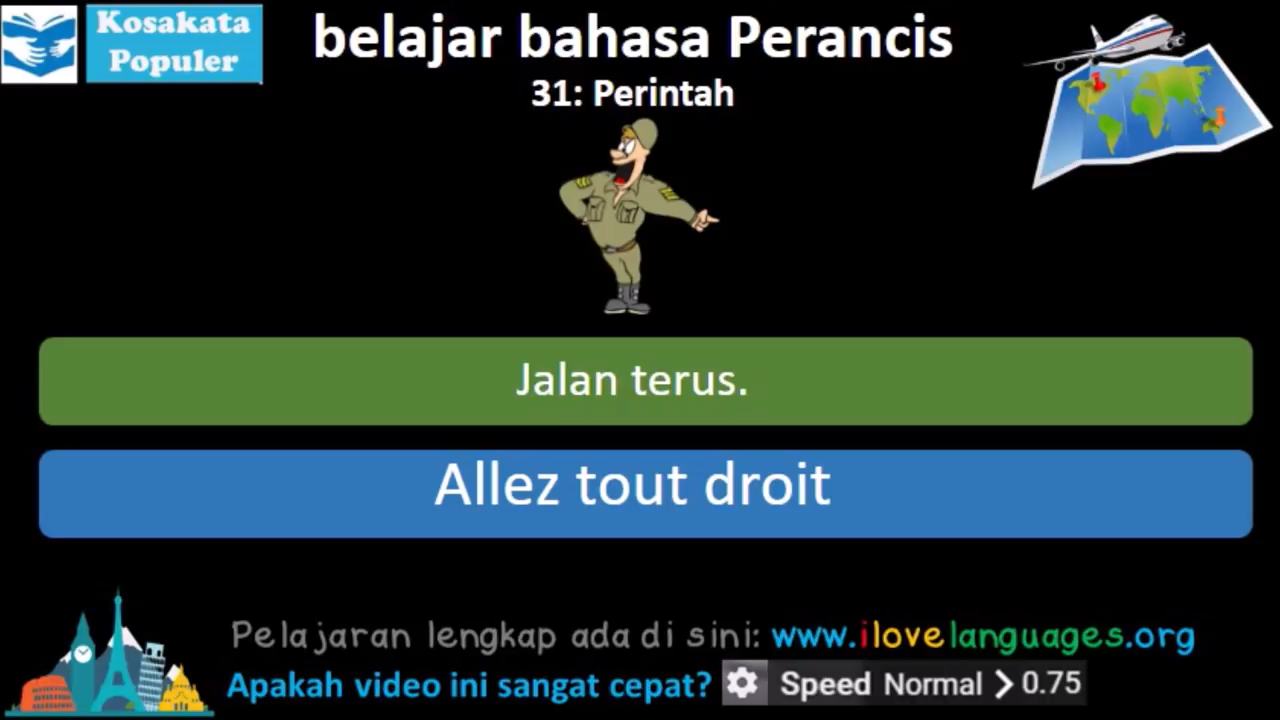 Kosakata
Populer
belajar bahasa Perancis
31: Perintah
Jalan terus.
Allez tout droit
Pelajaran lengkap ada di sini: www.ilovelanguages.org
Apakah video ini sangat cepat? Speed Normal > 0.75